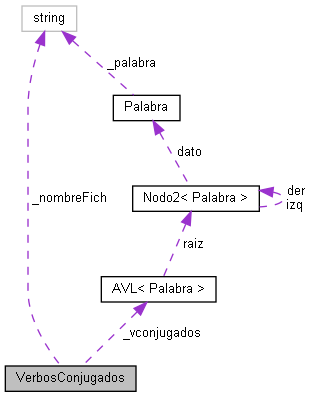 string
_palabra
Palabra
dato
_nombreFich
Nodo2< Palabra >
der
izq
raiz
AVL< Palabra >
_vconjugados
VerbosConjugados